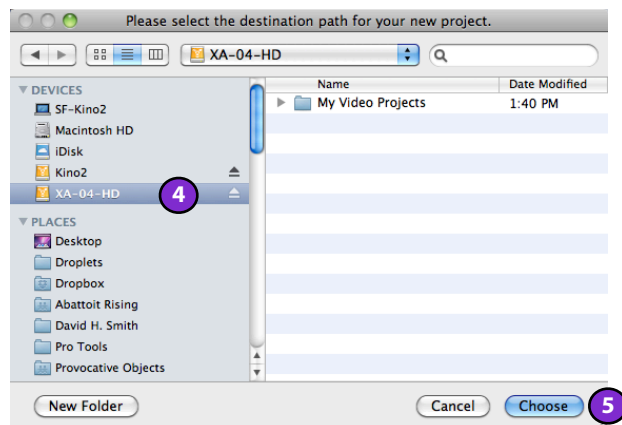 Please select the destination path for your new project.
XA-04-HD
DEVICES
SF-Kino2
Macintosh HD
iDisk
Kino2
XA-04-HD
4
PLACES
Desktop
Droplets
Dropbox
Abattoit Rising
David H. Smith
Pro Tools
Provocative Objects
Name Date Modified
My Video Projects 1:40 PM
New Folder Cancel Choose 5